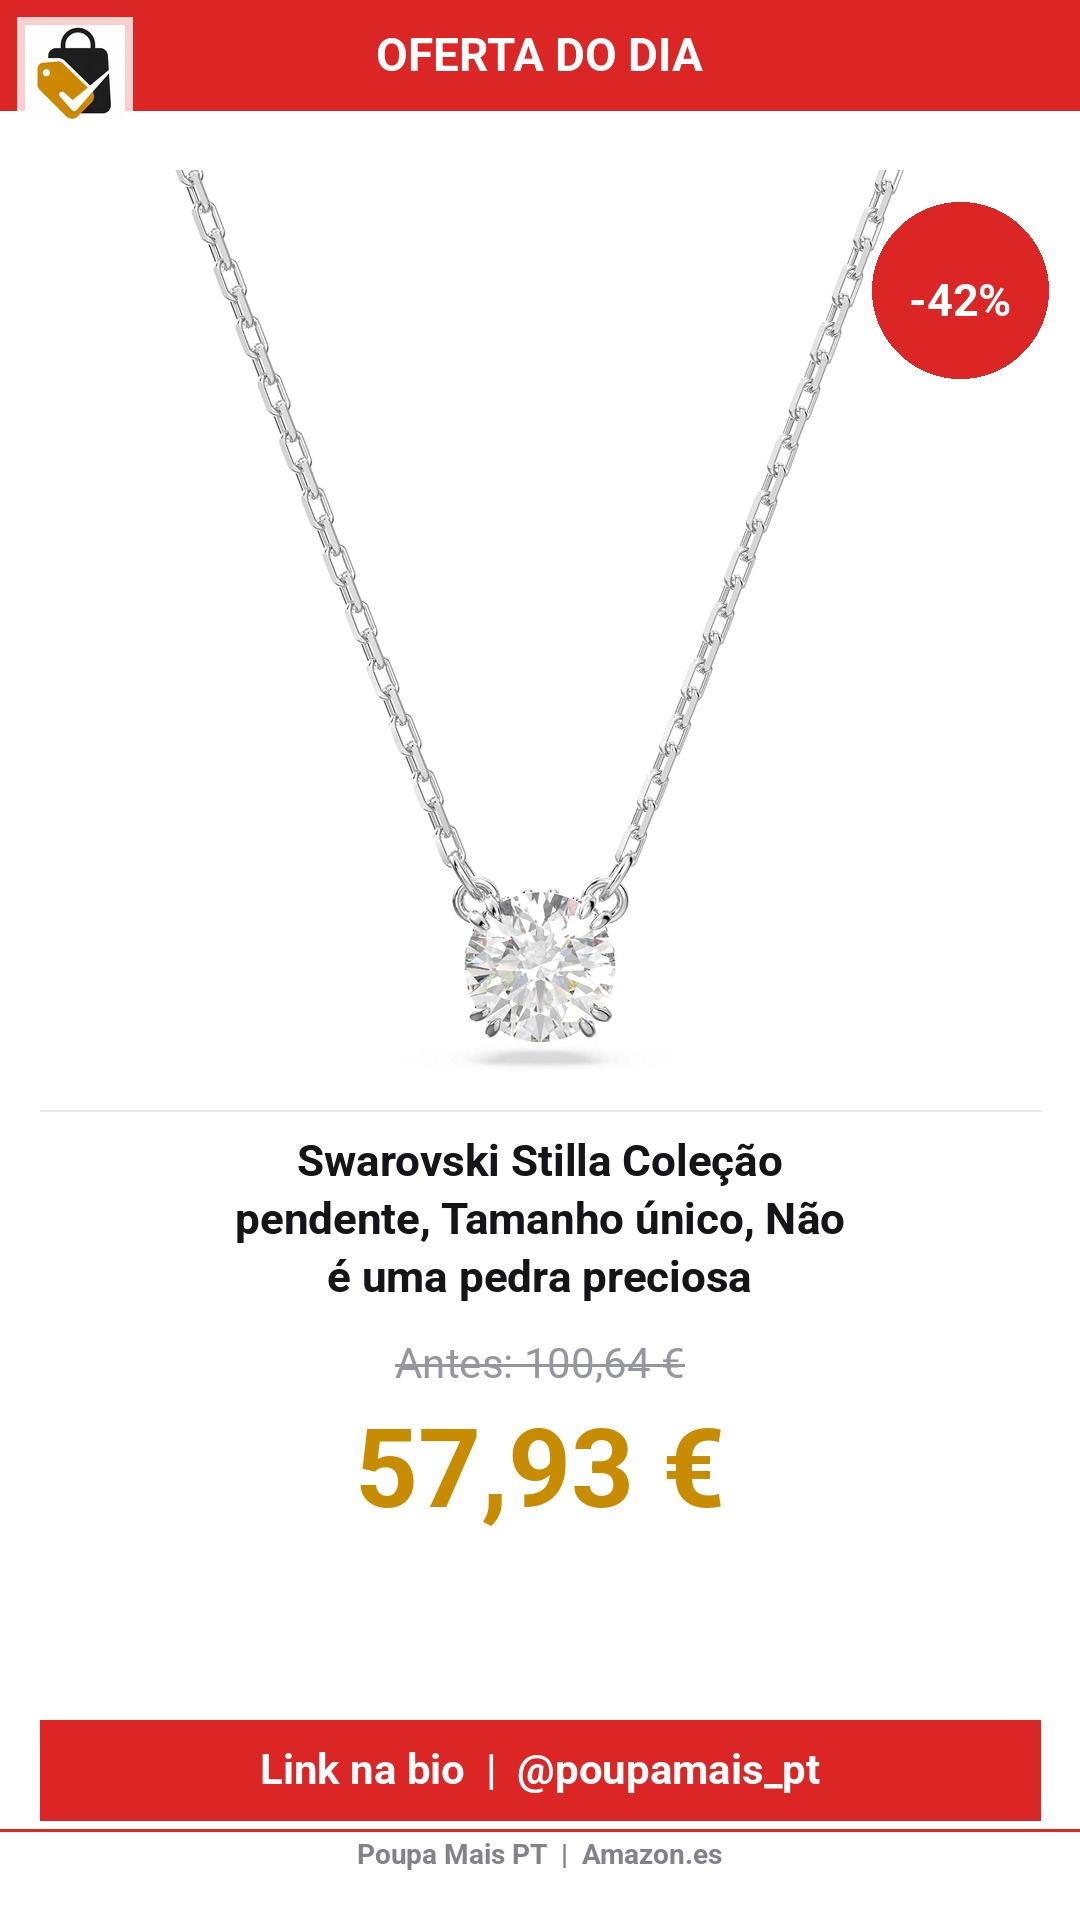 OFERTA DO DIA
-42%
Swarovski Stilla Coleção
pendente, Tamanho único, Não
é uma pedra preciosa
Antes: 100,64 €
57,93 €
Link na bio | @poupamais_pt
Poupa Mais PT | Amazon.es